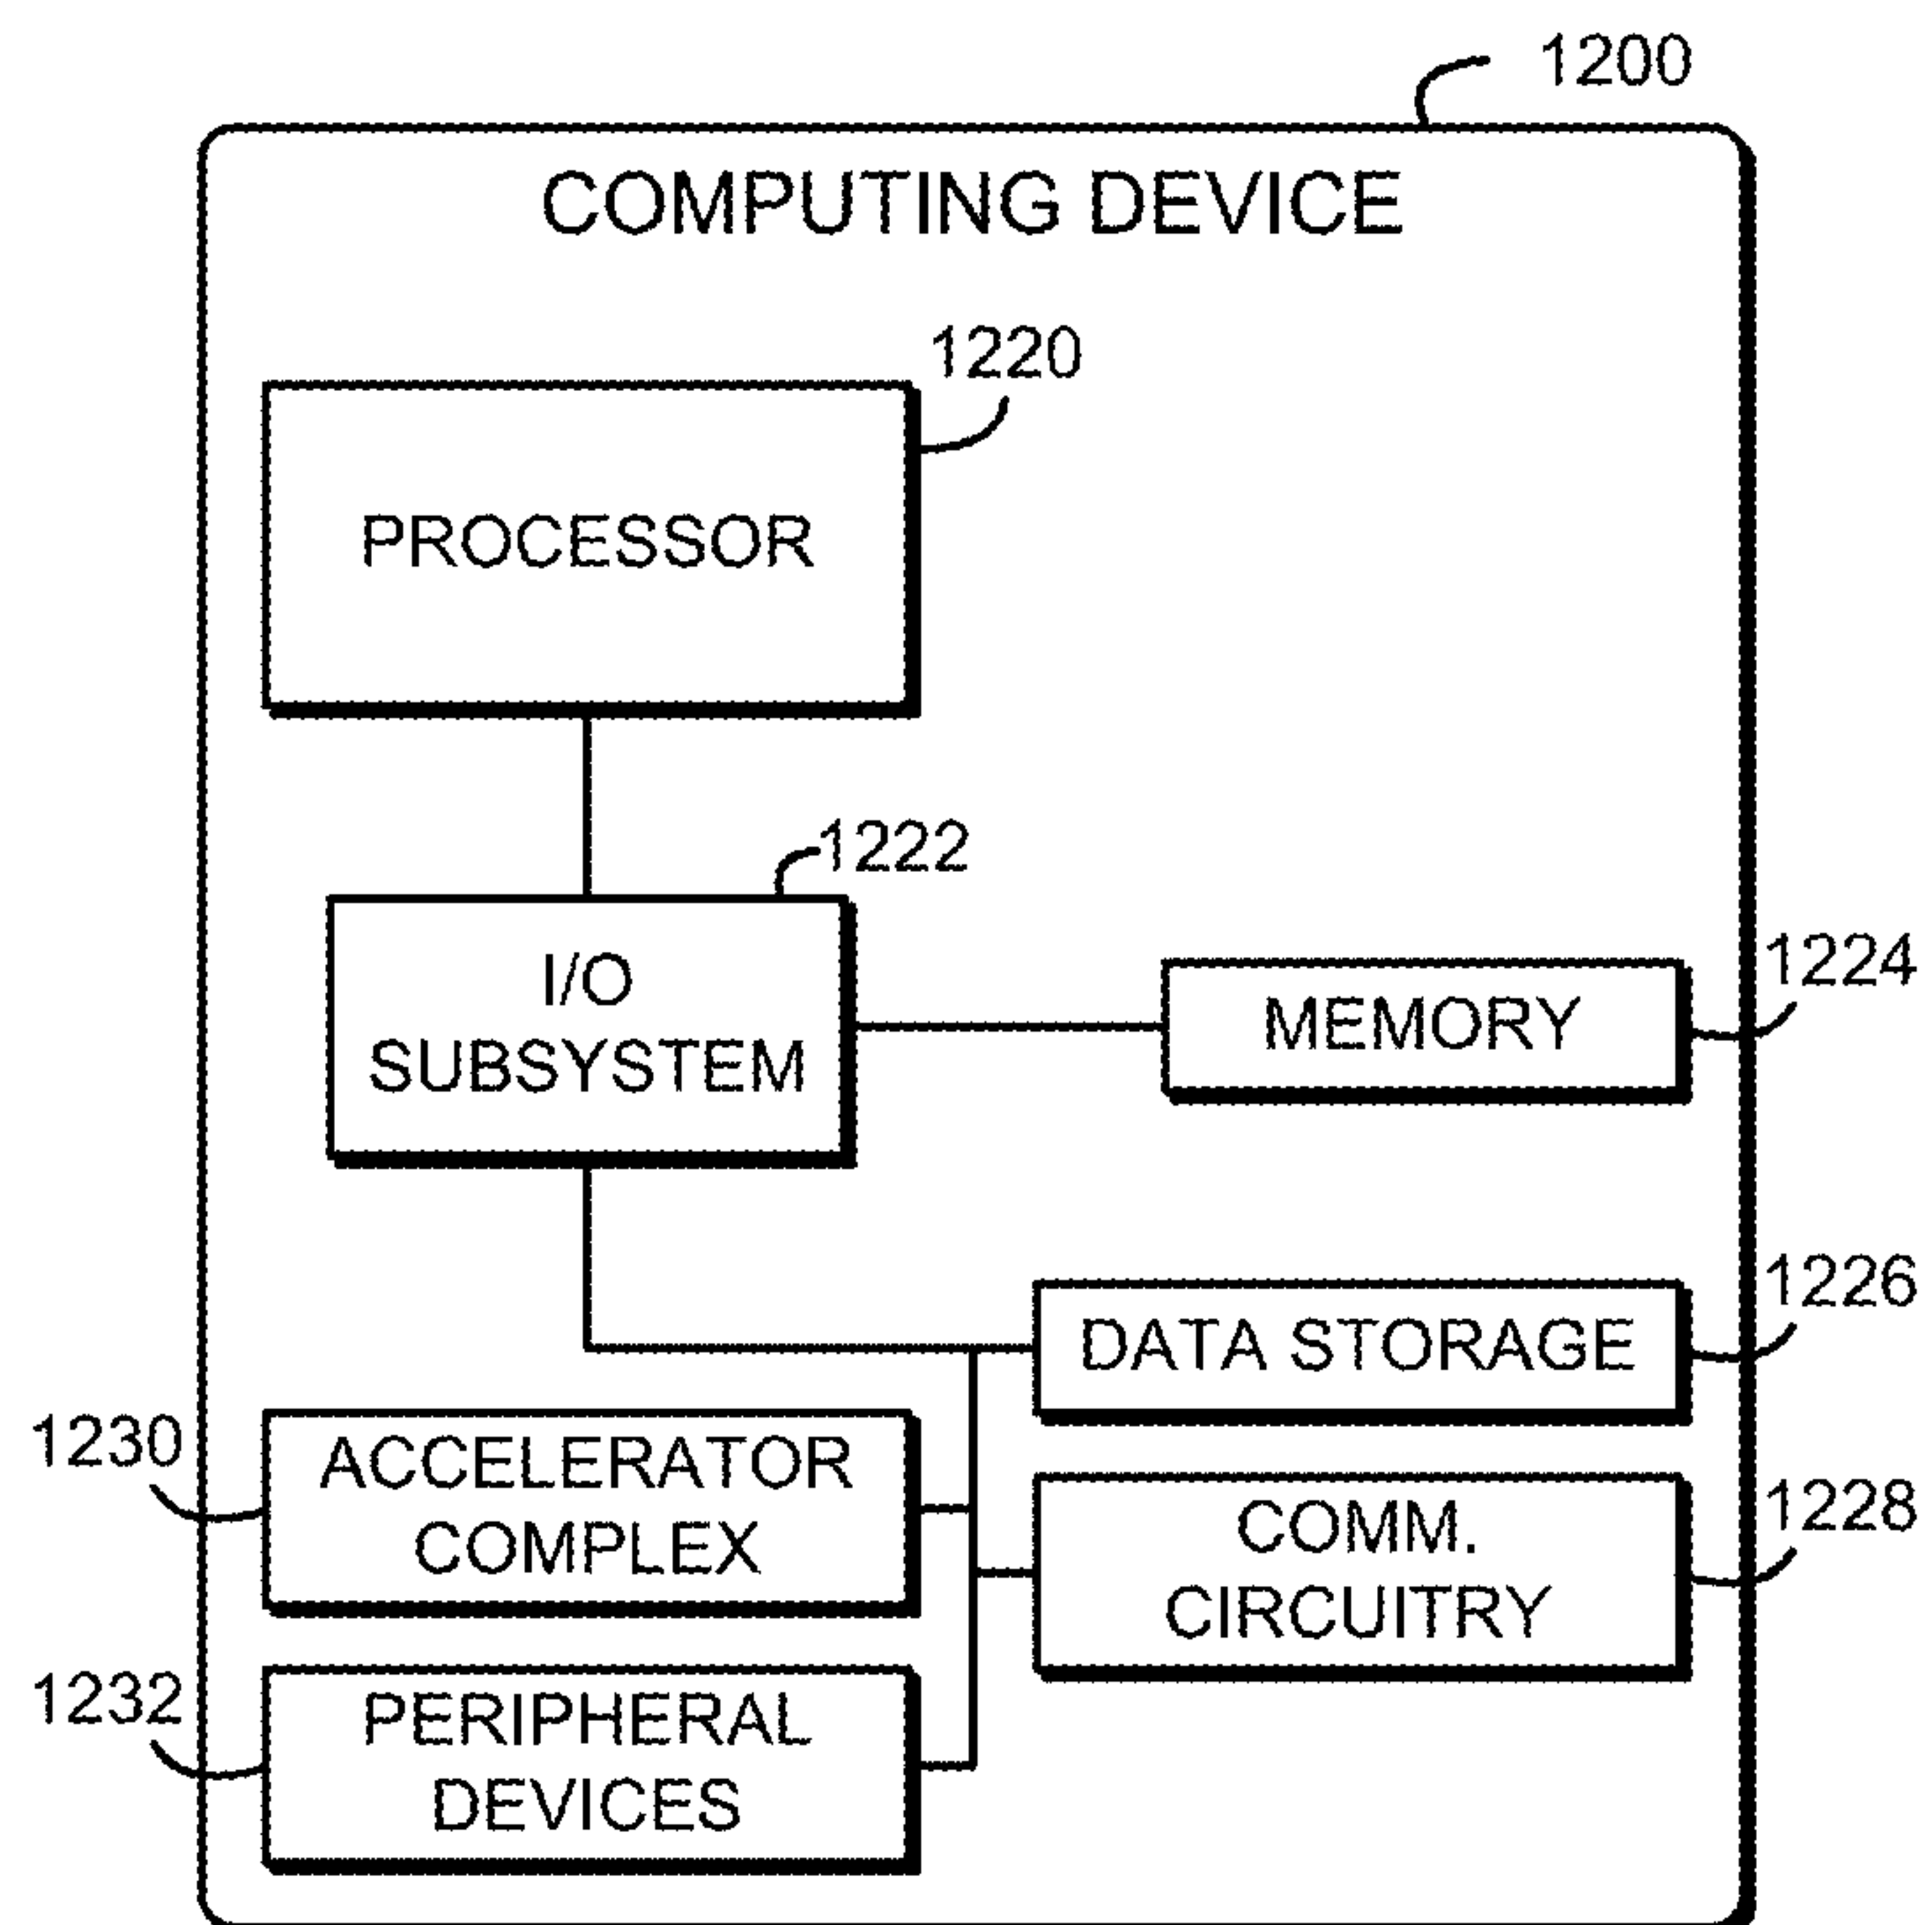 1200
COMPUTING DEVICE
1220
PROCESSOR
1222
I/O
SUBSYSTEM
1224
MEMORY
1226
DATA STORAGE
1230
ACCELERATOR
COMPLEX
1228
COMM.
CIRCUITRY
1232
PERIPHERAL
DEVICES